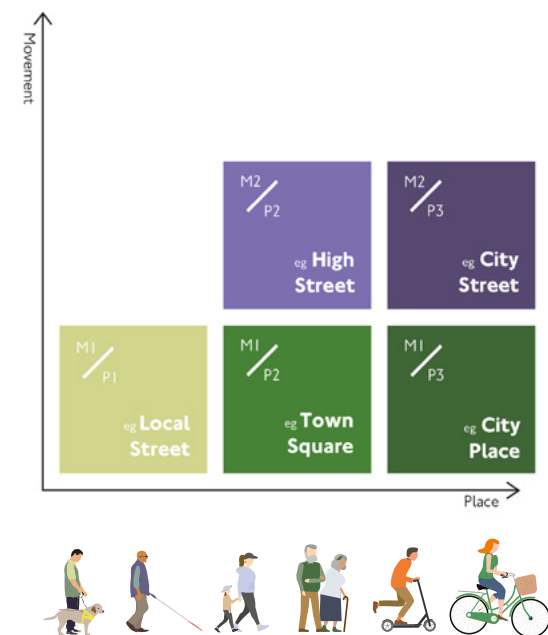 Movement
M2
P2
eg High
Street
M2
P3
eg City
Street
M1
P1
eg Local
Street
M1
P2
eg Town
Square
M1
P3
eg City
Place
Place